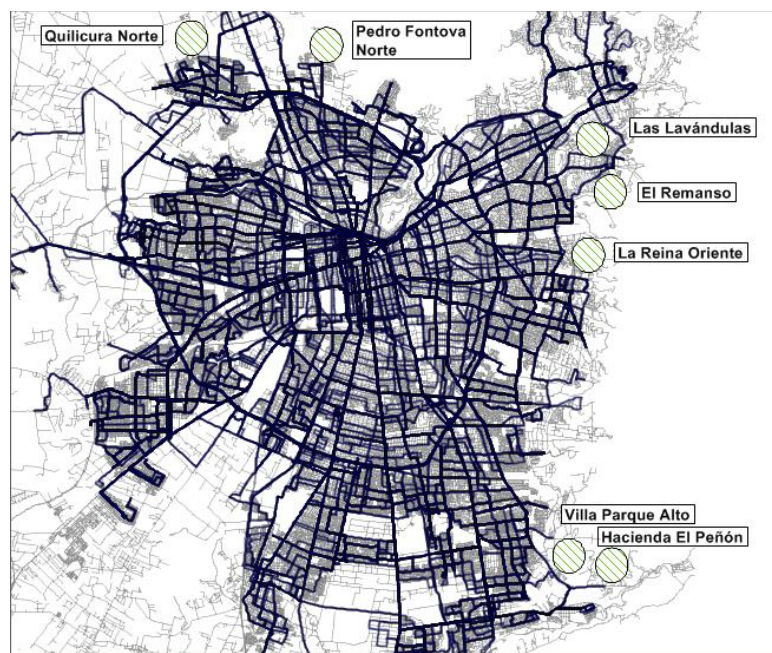 Quilicura Norte
Pedro Fontova
Norte
Las Lavándulas
El Remanso
La Reina Oriente
Villa Parque Alto
Hacienda El Peñón